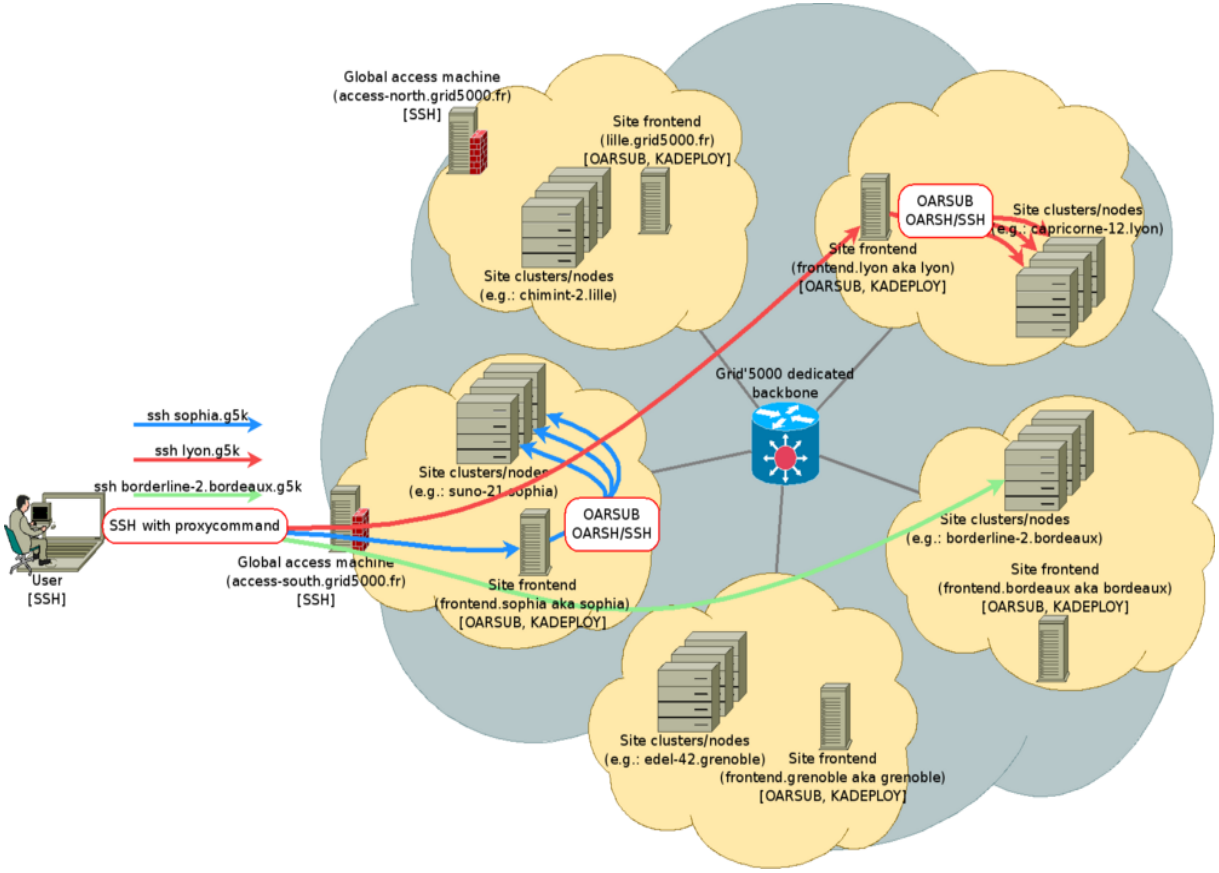 Global access machine
(access-north.grid5000.fr)
[SSH]
Site frontend
(lille.grid5000.fr)
[OARSUB, KADEPLOY]
Site clusters/nodes
(e.g.: chimint-2.lille)
OARSUB
OARSH/SSH
Site clusters/nodes
(e.g.: capricorne-12.lyon)
Site frontend
(frontend.lyon aka lyon)
[OARSUB, KADEPLOY]
Grid'5000 dedicated
backbone
ssh sophia.g5k
ssh lyon.g5k
ssh borderline-2.bordeaux.g5k
SSH with proxycommand
User
[SSH]
Site clusters/nodes
(e.g.: suno-21.sophia)
OARSUB
OARSH/SSH
Global access machine
(access-south.grid5000.fr)
[SSH]
Site frontend
(frontend.sophia aka sophia)
[OARSUB, KADEPLOY]
Site clusters/nodes
(e.g.: borderline-2.bordeaux)
Site frontend
(frontend.bordeaux aka bordeaux)
[OARSUB, KADEPLOY]
Site clusters/nodes
(e.g.: edel-42.grenoble)
Site frontend
(frontend.grenoble aka grenoble)
[OARSUB, KADEPLOY]